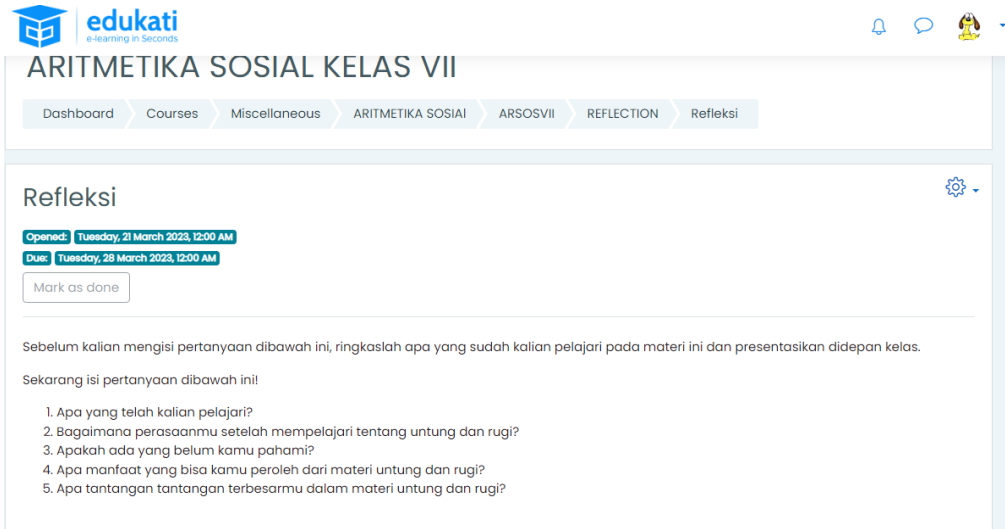 edukati
e-learning in Seconds
ARITMETIKA SOSIAL KELAS VII
Dashboard Courses Miscellaneous ARITMETIKA SOSIAl ARSOSVII REFLECTION Refleksi
Refleksi
Opened: Tuesday, 21 March 2023, 12:00 AM
Due: Tuesday, 28 March 2023, 12:00 AM
Mark as done
Sebelum kalian mengisi pertanyaan dibawah ini, ringkaslah apa yang sudah kalian pelajari pada materi ini dan presentasikan didepan kelas.
Sekarang isi pertanyaan dibawah ini!
1. Apa yang telah kalian pelajari?
2. Bagaimana perasaanmu setelah mempelajari tentang untung dan rugi?
3. Apakah ada yang belum kamu pahami?
4. Apa manfaat yang bisa kamu peroleh dari materi untung dan rugi?
5. Apa tantangan tantangan terbesarmu dalam materi untung dan rugi?